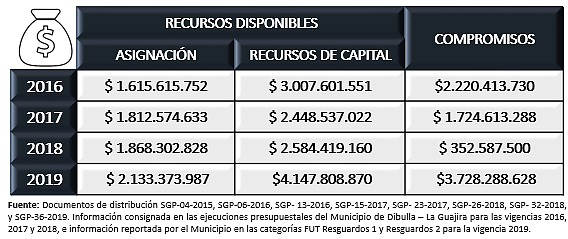 $
RECURSOS DISPONIBLES
COMPROMISOS
ASIGNACIÓN RECURSOS DE CAPITAL
2016 $ 1.615.615.752 $ 3.007.601.551 $2.220.413.730
2017 $ 1.812.574.633 $ 2.448.537.022 $ 1.724.613.288
2018 $ 1.868.302.828 $ 2.584.419.160 $ 352.587.500
2019 $ 2.133.373.987 $4.147.808.870 $3.728.288.628
Fuente: Documentos de distribución SGP-04-2015, SGP-06-2016, SGP- 13-2016, SGP-15-2017, SGP- 23-2017, SGP-26-2018, SGP- 32-2018,
y SGP-36-2019. Información consignada en las ejecuciones presupuestales del Municipio de Dibulla – La Guajira para las vigencias 2016,
2017 y 2018, e información reportada por el Municipio en las categorías FUT Resguardos 1 y Resguardos 2 para la vigencia 2019.